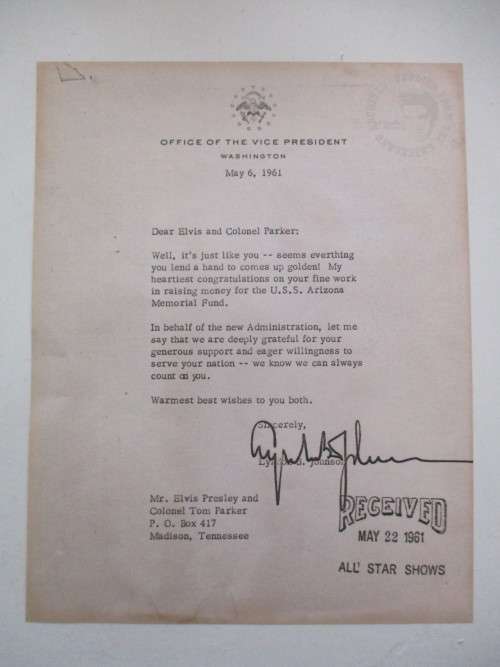 OFFICE OF THE VICE PRESIDENT
WASHINGTON
May 6, 1961
Dear Elvis and Colonel Parker:
Well, it's just like you -- seems everthing
you lend a hand to comes up golden! My
heartiest congratulations on your fine work
in raising money for the U.S.S. Arizona
Memorial Fund.
In behalf of the new Administration, let me
say that we are deeply grateful for your
generous support and eager willingness to
serve your nation -- we know we can always
count on you.
Warmest best wishes to you both.
Sincerely,
Lyndon B. Johnson
Mr. Elvis Presley and
Colonel Tom Parker
P. O. Box 417
Madison, Tennessee
RECEIVED
MAY 22 1961
ALL STAR SHOWS